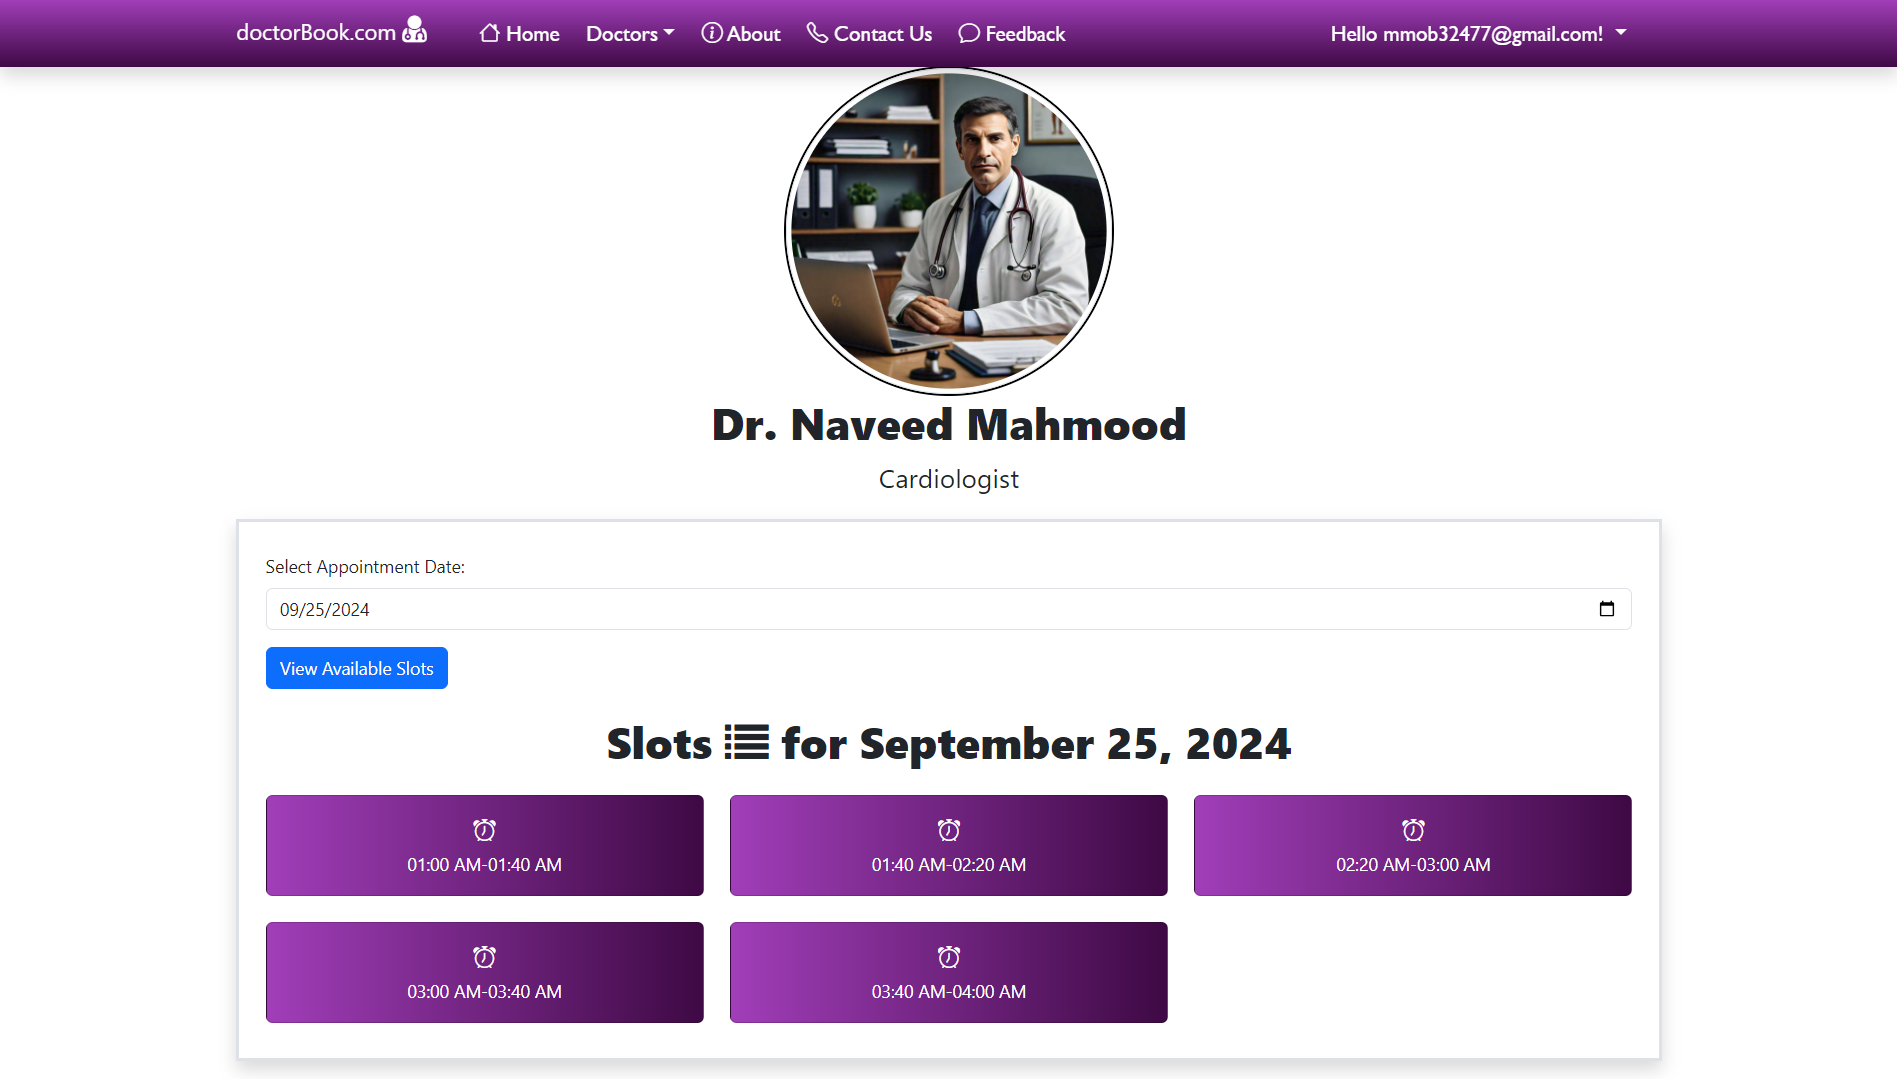 doctorBook.com Home Doctors About Contact Us Feedback Hello mmob32477@gmail.com!
Dr. Naveed Mahmood
Cardiologist
Select Appointment Date:
09/25/2024
View Available Slots
Slots for September 25, 2024
01:00 AM-01:40 AM
01:40 AM-02:20 AM
02:20 AM-03:00 AM
03:00 AM-03:40 AM
03:40 AM-04:00 AM